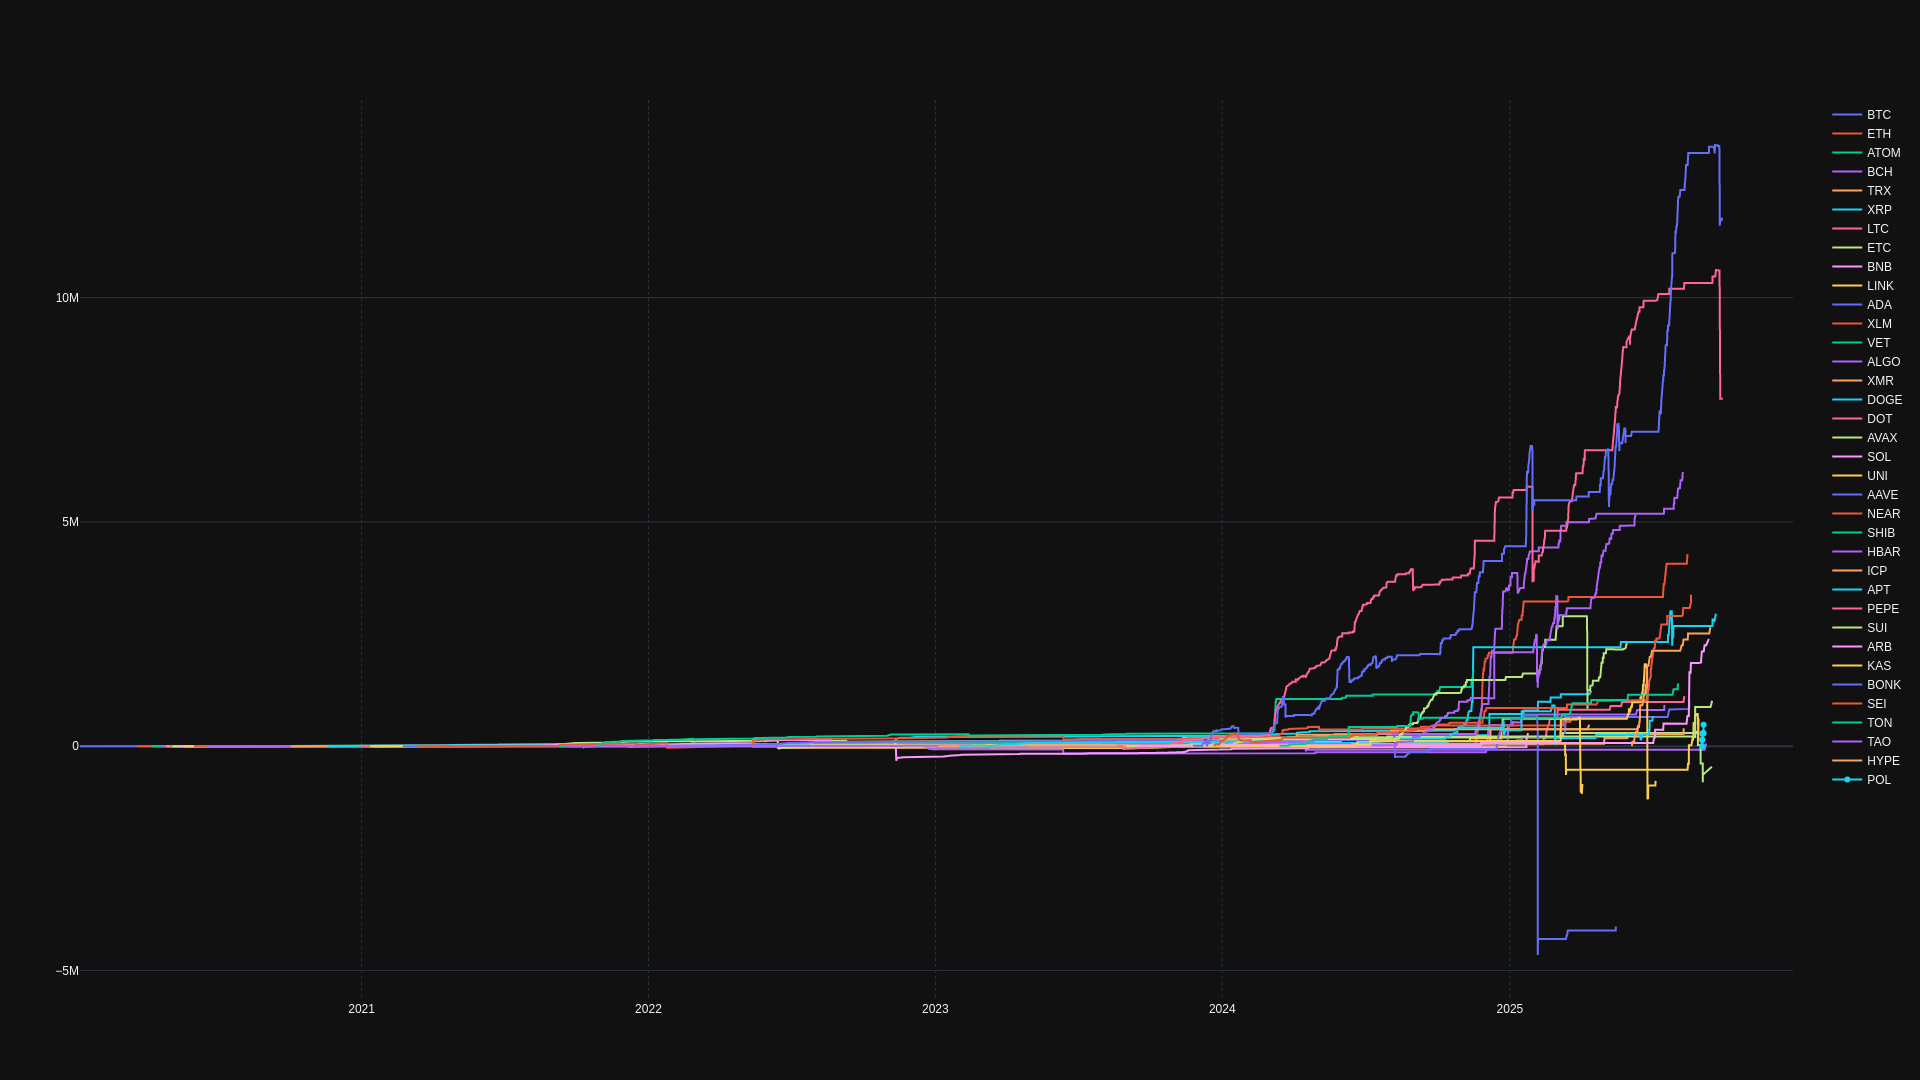 10M
5M
0
−5M
2021
2022
2023
2024
2025
BTC
ETH
ATOM
BCH
TRX
XRP
LTC
ETC
BNB
LINK
ADA
XLM
VET
ALGO
XMR
DOGE
DOT
AVAX
SOL
UNI
AAVE
NEAR
SHIB
HBAR
ICP
APT
PEPE
SUI
ARB
KAS
BONK
SEI
TON
TAO
HYPE
POL